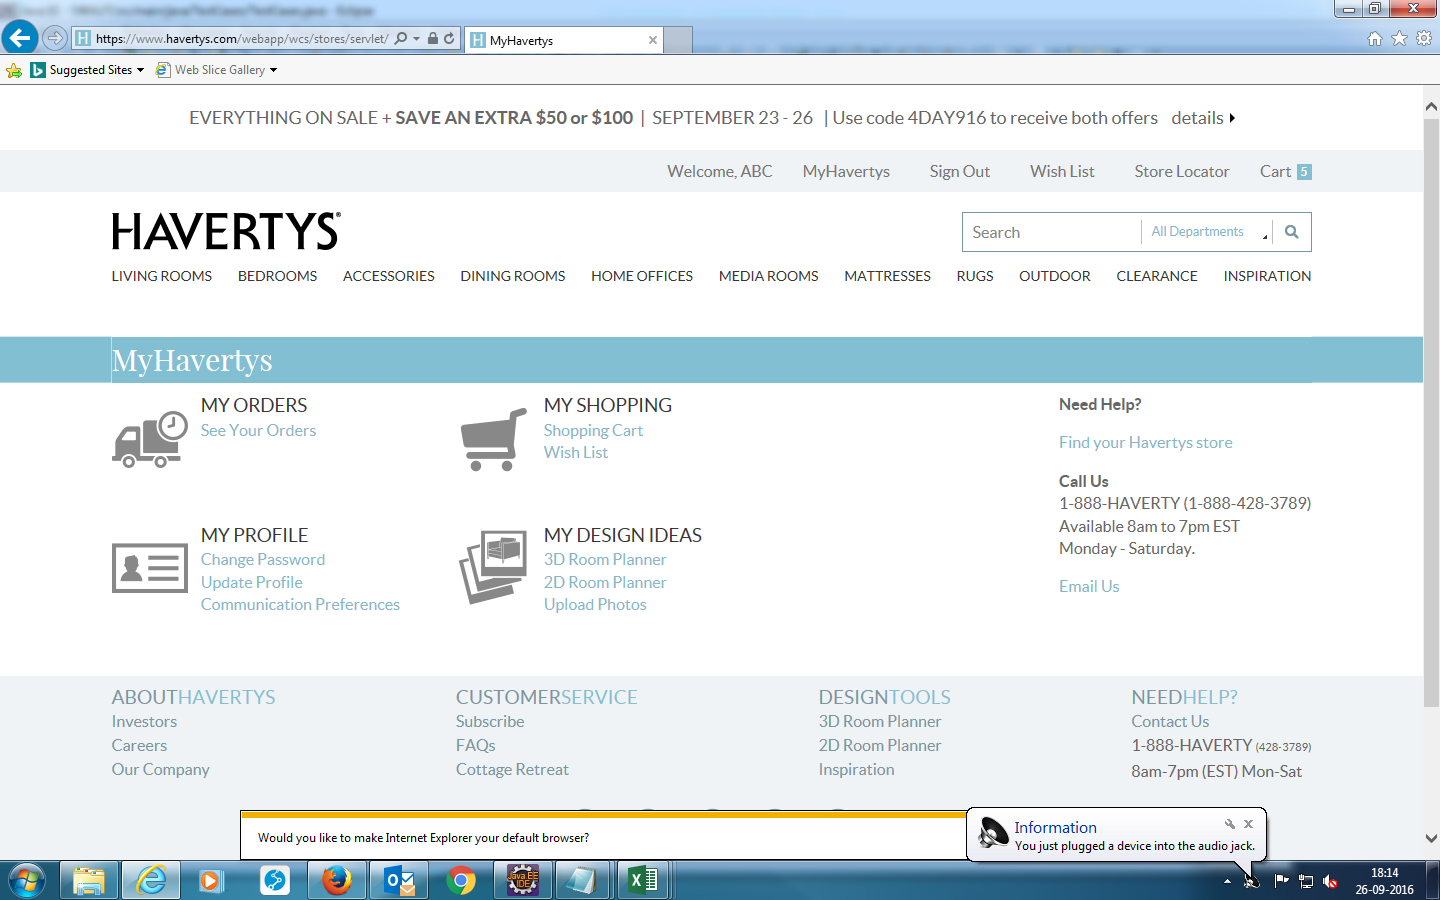 https://www.havertys.com/webapp/wcs/stores/servlet/
MyHavertys
Suggested Sites
Web Slice Gallery
EVERYTHING ON SALE + SAVE AN EXTRA $50 or $100 | SEPTEMBER 23 - 26 | Use code 4DAY916 to receive both offers details
Welcome, ABC MyHavertys Sign Out Wish List Store Locator Cart 5
HAVERTYS®
Search All Departments
LIVING ROOMS BEDROOMS ACCESSORIES DINING ROOMS HOME OFFICES MEDIA ROOMS MATTRESSES RUGS OUTDOOR CLEARANCE INSPIRATION
MyHavertys
MY ORDERS
See Your Orders
MY SHOPPING
Shopping Cart
Wish List
MY PROFILE
Change Password
Update Profile
Communication Preferences
MY DESIGN IDEAS
3D Room Planner
2D Room Planner
Upload Photos
Need Help?
Find your Havertys store
Call Us
1-888-HAVERTY (1-888-428-3789)
Available 8am to 7pm EST
Monday - Saturday.
Email Us
ABOUTHAVERTYS
Investors
Careers
Our Company
CUSTOMERSERVICE
Subscribe
FAQs
Cottage Retreat
DESIGNTOOLS
3D Room Planner
2D Room Planner
Inspiration
NEEDHELP?
Contact Us
1-888-HAVERTY (428-3789)
8am-7pm (EST) Mon-Sat
Would you like to make Internet Explorer your default browser?
Information
You just plugged a device into the audio jack.
Java EE
IDE
18:14
26-09-2016